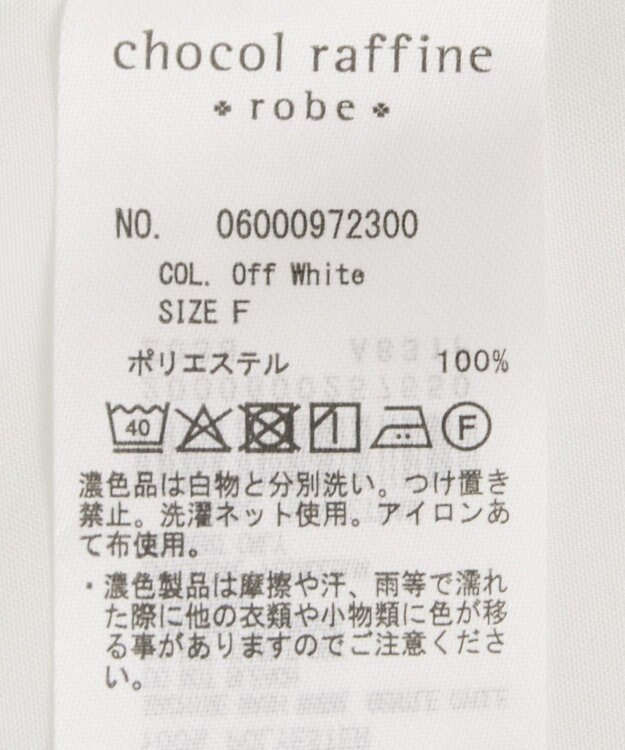 chocol raffine
robe
NO. 06000972300
COL. Off White
SIZE F
ポリエステル 100%
40 F
濃色品は白物と分別洗い。つけ置き
禁止。洗濯ネット使用。アイロンあ
て布使用。
・濃色製品は摩擦や汗、雨等で濡れ
た際に他の衣類や小物類に色が移
る事がありますのでご注意くださ
い。